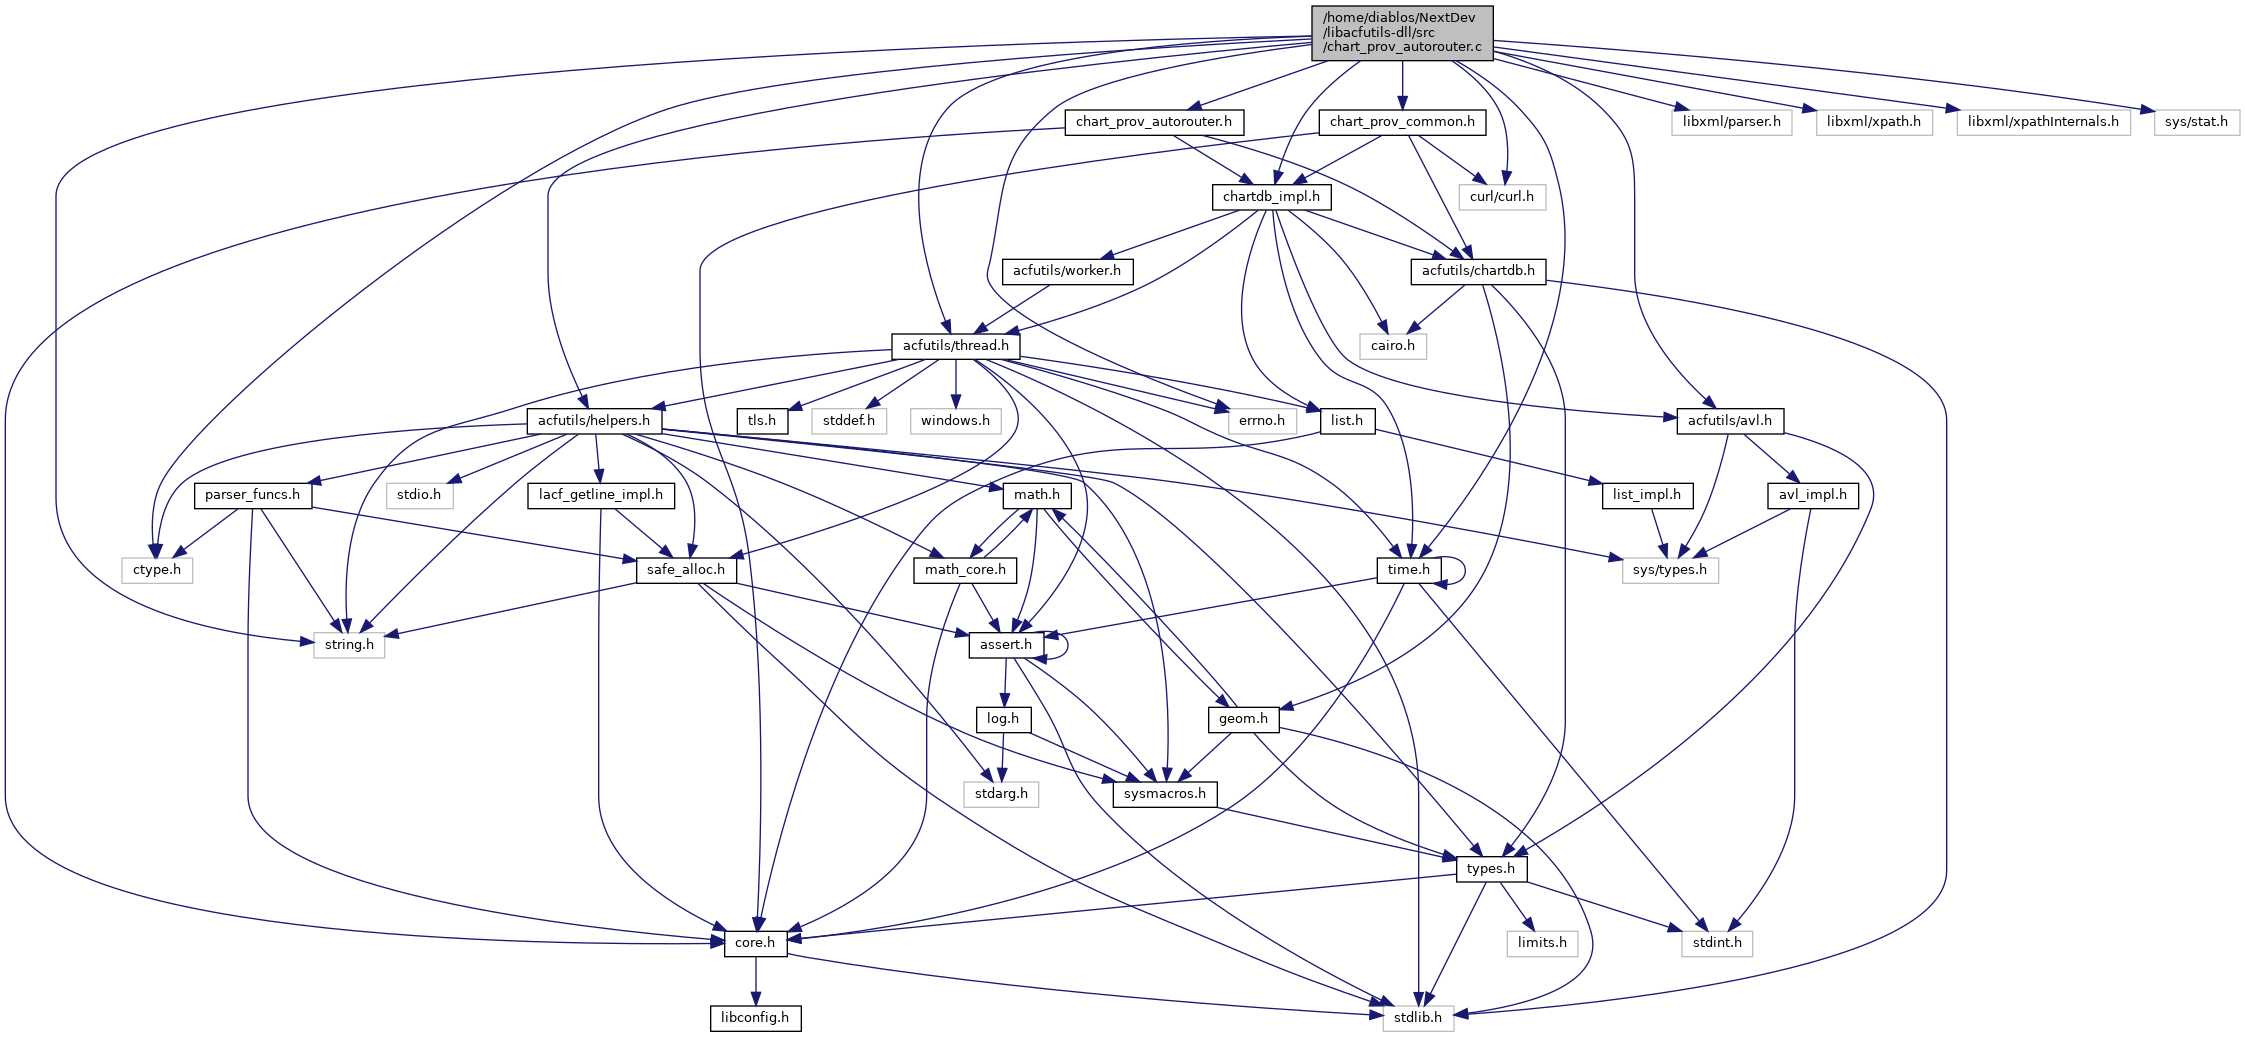 /home/diablos/NextDev
/libacfutils-dll/src
/chart_prov_autorouter.c
chart_prov_autorouter.h
chart_prov_common.h
libxml/parser.h
libxml/xpath.h
libxml/xpathInternals.h
sys/stat.h
chartdb_impl.h
curl/curl.h
acfutils/worker.h
acfutils/chartdb.h
acfutils/thread.h
cairo.h
acfutils/helpers.h
tls.h
stddef.h
windows.h
errno.h
list.h
acfutils/avl.h
parser_funcs.h
stdio.h
lacf_getline_impl.h
math.h
list_impl.h
avl_impl.h
ctype.h
safe_alloc.h
math_core.h
time.h
sys/types.h
string.h
assert.h
log.h
geom.h
stdarg.h
sysmacros.h
types.h
core.h
limits.h
stdint.h
libconfig.h
stdlib.h